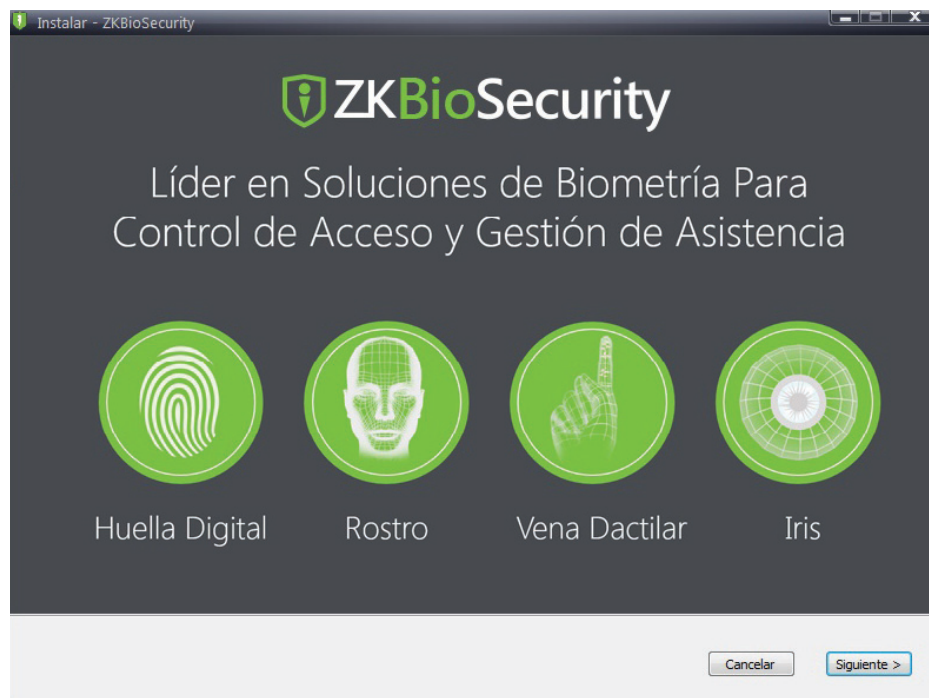 Instalar - ZKBioSecurity
ZKBioSecurity
Líder en Soluciones de Biometría Para
Control de Acceso y Gestión de Asistencia
Huella Digital Rostro Vena Dactilar Iris
Cancelar Siguiente >